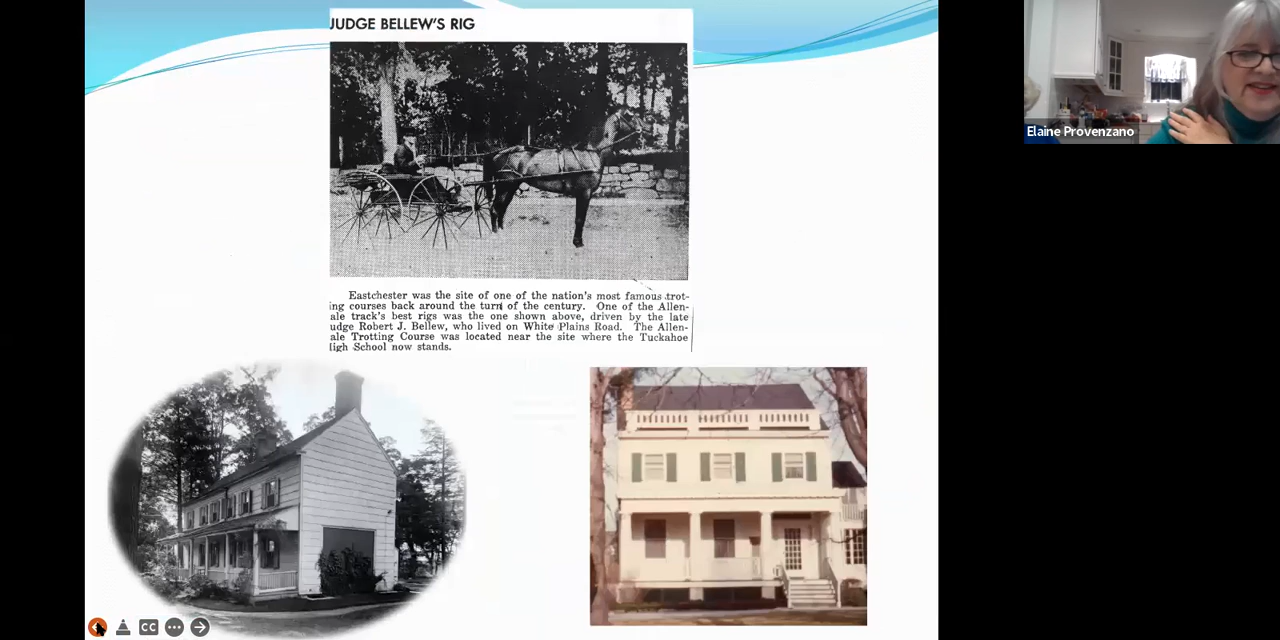 JUDGE BELLEW'S RIG
Eastchester was the site of one of the nation's most famous trot-
ing courses back around the turn of the century. One of the Allen-
ale track's best rigs was the one shown above, driven by the late
udge Robert J. Bellew, who lived on White Plains Road. The Allen-
ale Trotting Course was located near the site where the Tuckahoe
High School now stands.
Elaine Provenzano
CC